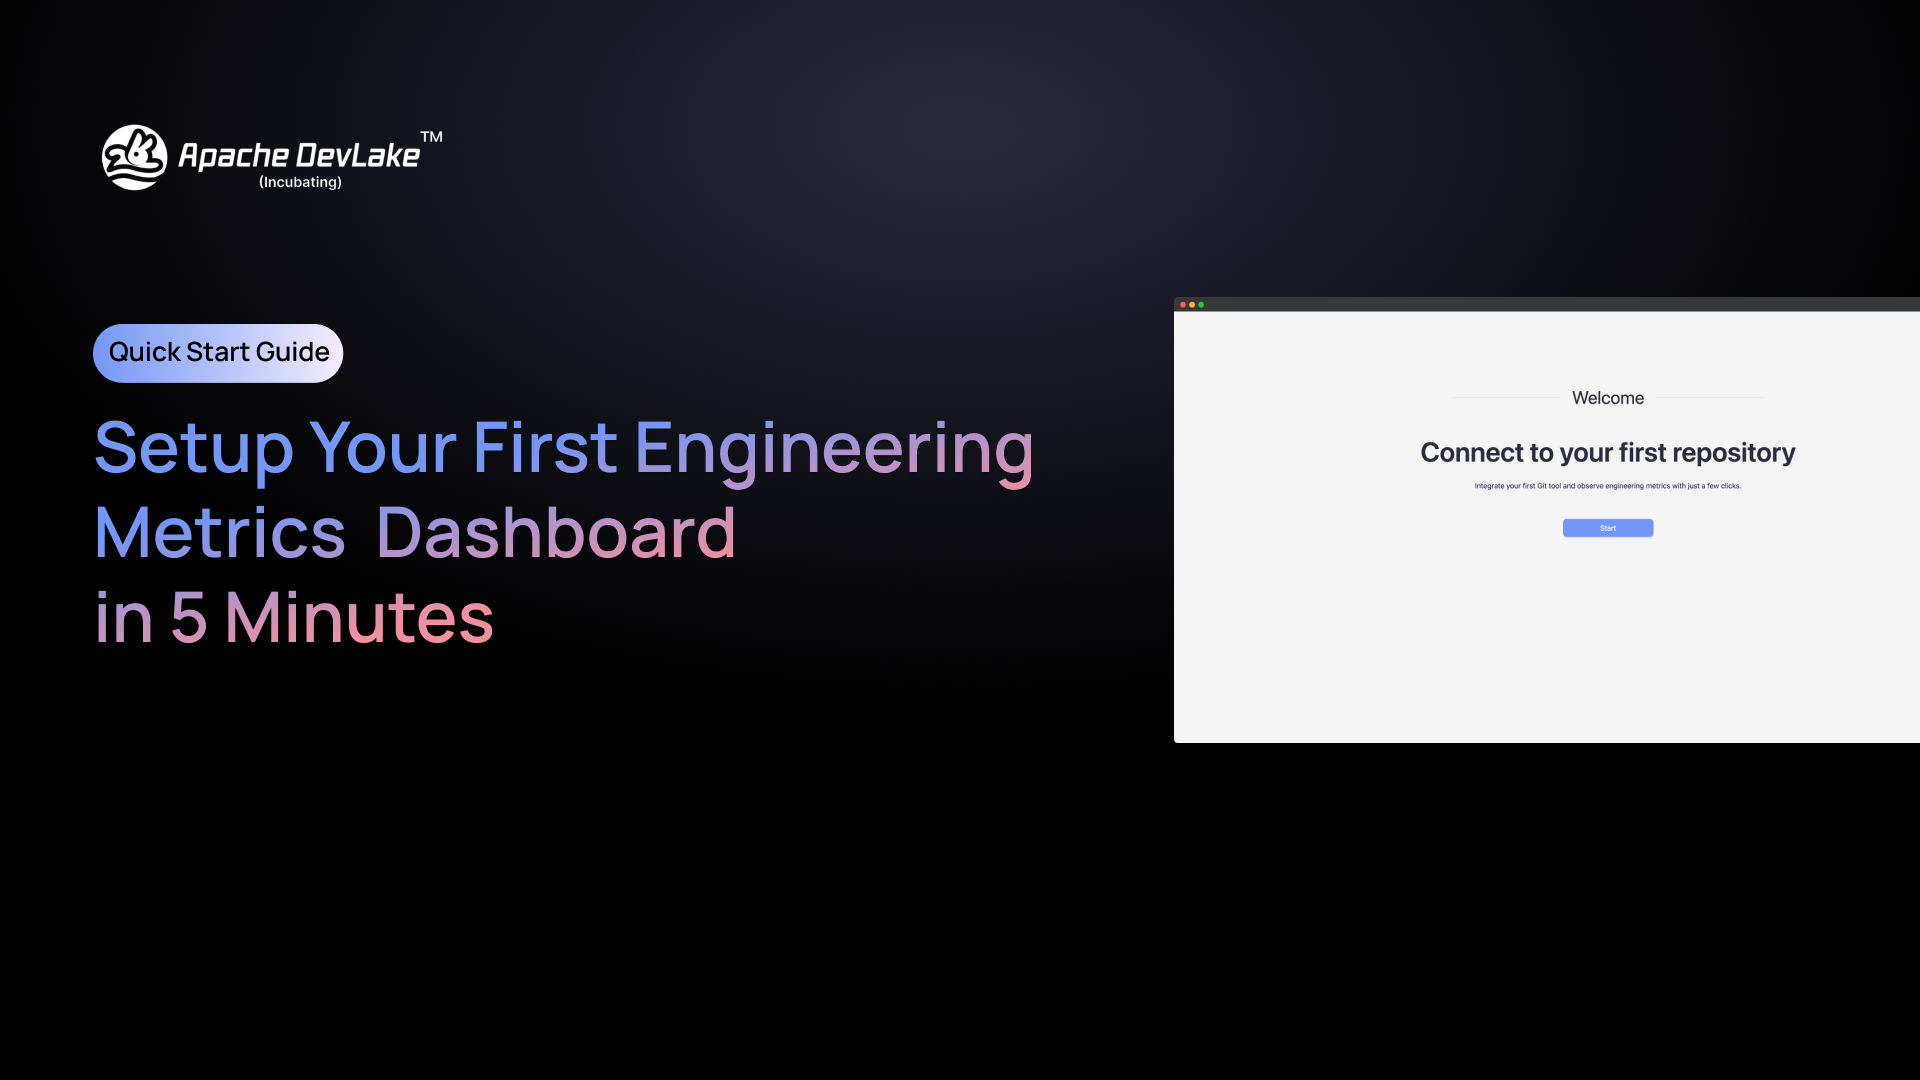 Apache DevLake™
(Incubating)
Quick Start Guide
Setup Your First Engineering
Metrics  Dashboard
in 5 Minutes
Welcome
Connect to your first repository
Integrate your first Git tool and observe engineering metrics with just a few clicks.
Start